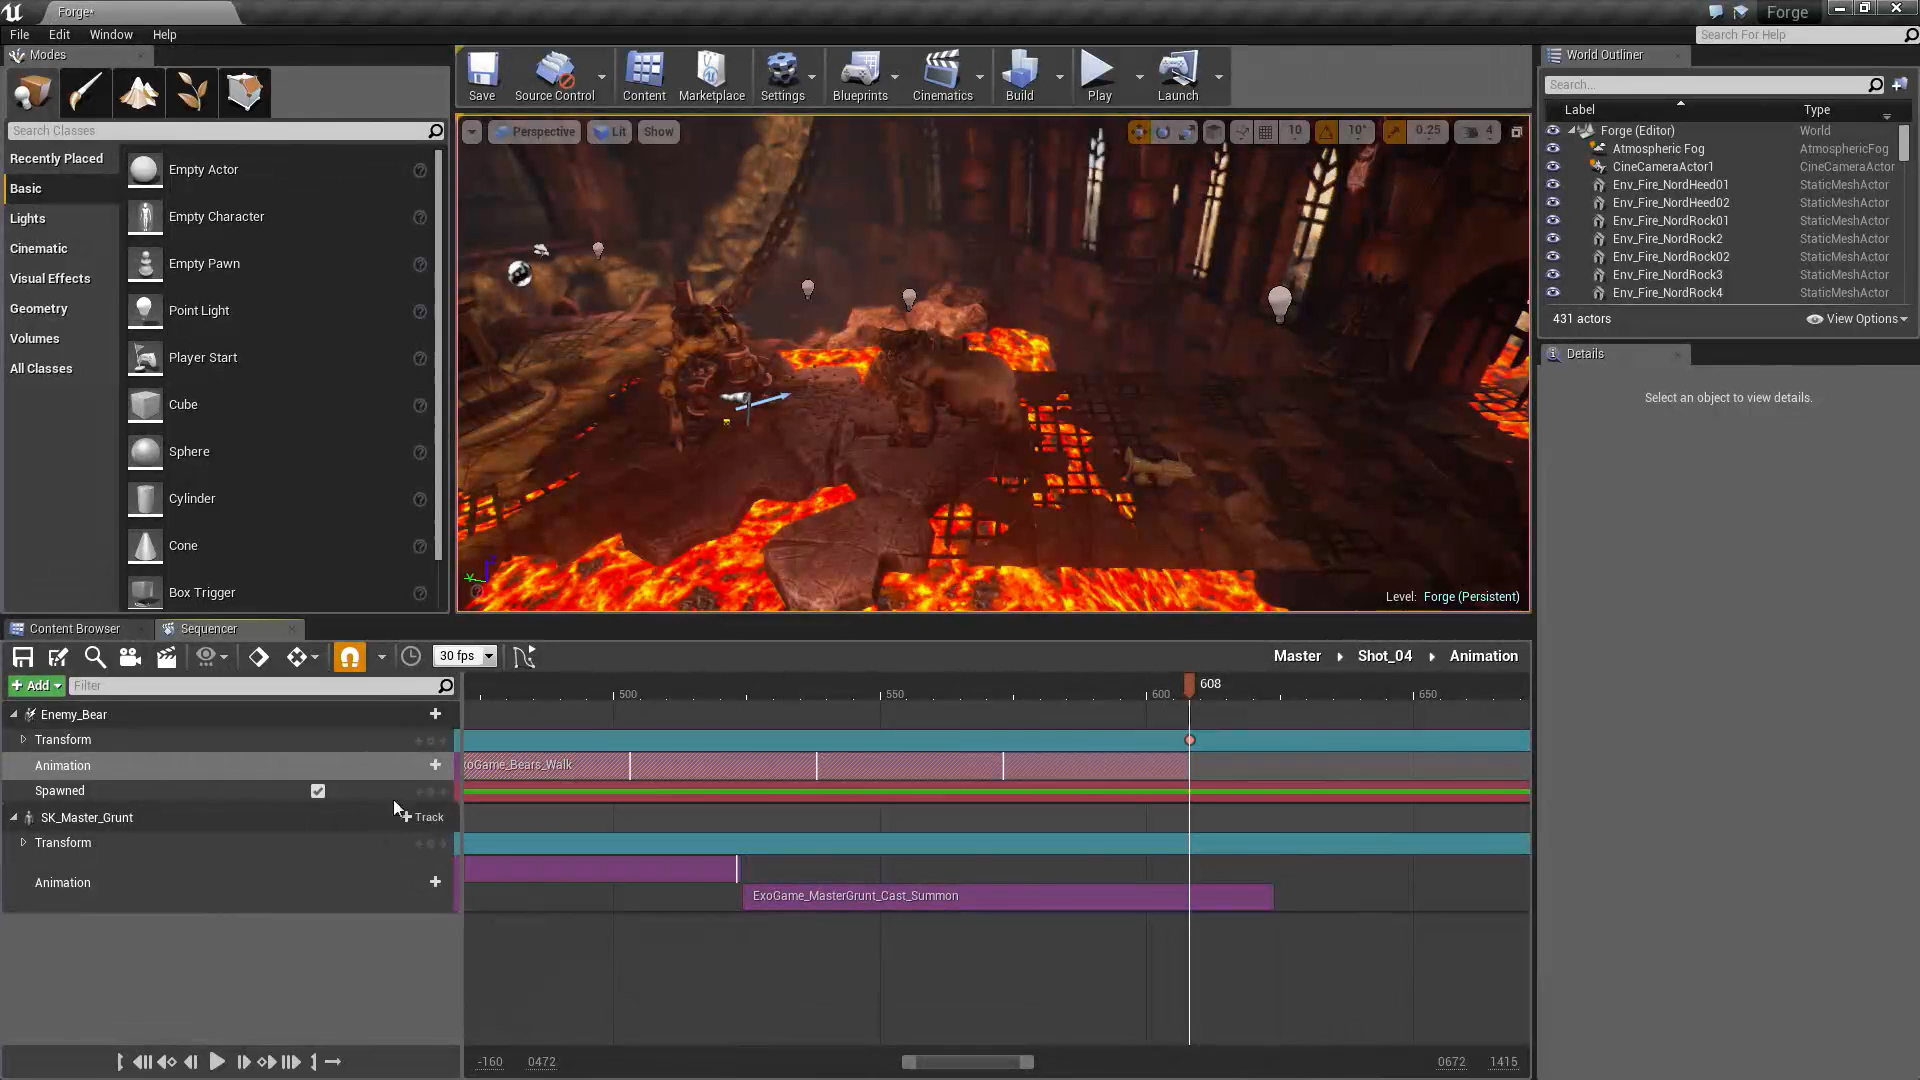 Forge*
Forge
File Edit Window Help
Search For Help
Modes
Search Classes
Recently Placed
Basic
Lights
Cinematic
Visual Effects
Geometry
Volumes
All Classes
Empty Actor
Empty Character
Empty Pawn
Point Light
Player Start
Cube
Sphere
Cylinder
Cone
Box Trigger
Save Source Control Content Marketplace Settings Blueprints Cinematics Build Play Launch
Perspective Lit Show
10 10° 0.25 4
Level: Forge (Persistent)
World Outliner
Search...
Label Type
Forge (Editor) World
Atmospheric Fog AtmosphericFog
CineCameraActor1 CineCameraActor
Env_Fire_NordHeed01 StaticMeshActor
Env_Fire_NordHeed02 StaticMeshActor
Env_Fire_NordRock01 StaticMeshActor
Env_Fire_NordRock2 StaticMeshActor
Env_Fire_NordRock02 StaticMeshActor
Env_Fire_NordRock3 StaticMeshActor
Env_Fire_NordRock4 StaticMeshActor
431 actors View Options
Details
Select an object to view details.
Content Browser Sequencer
30 fps
Master Shot_04 Animation
Add Filter
500 550 600 608 650
Enemy_Bear
Transform
Animation
xoGame_Bears_Walk
Spawned
SK_Master_Grunt Track
Transform
Animation
ExoGame_MasterGrunt_Cast_Summon
-160 0472 0672 1415